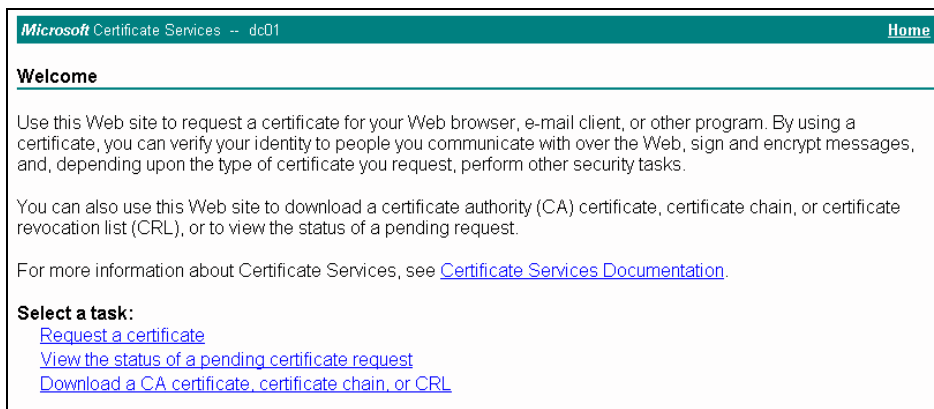 Microsoft Certificate Services -- dc01 Home
Welcome
Use this Web site to request a certificate for your Web browser, e-mail client, or other program. By using a
certificate, you can verify your identity to people you communicate with over the Web, sign and encrypt messages,
and, depending upon the type of certificate you request, perform other security tasks.
You can also use this Web site to download a certificate authority (CA) certificate, certificate chain, or certificate
revocation list (CRL), or to view the status of a pending request.
For more information about Certificate Services, see Certificate Services Documentation.
Select a task:
Request a certificate
View the status of a pending certificate request
Download a CA certificate, certificate chain, or CRL